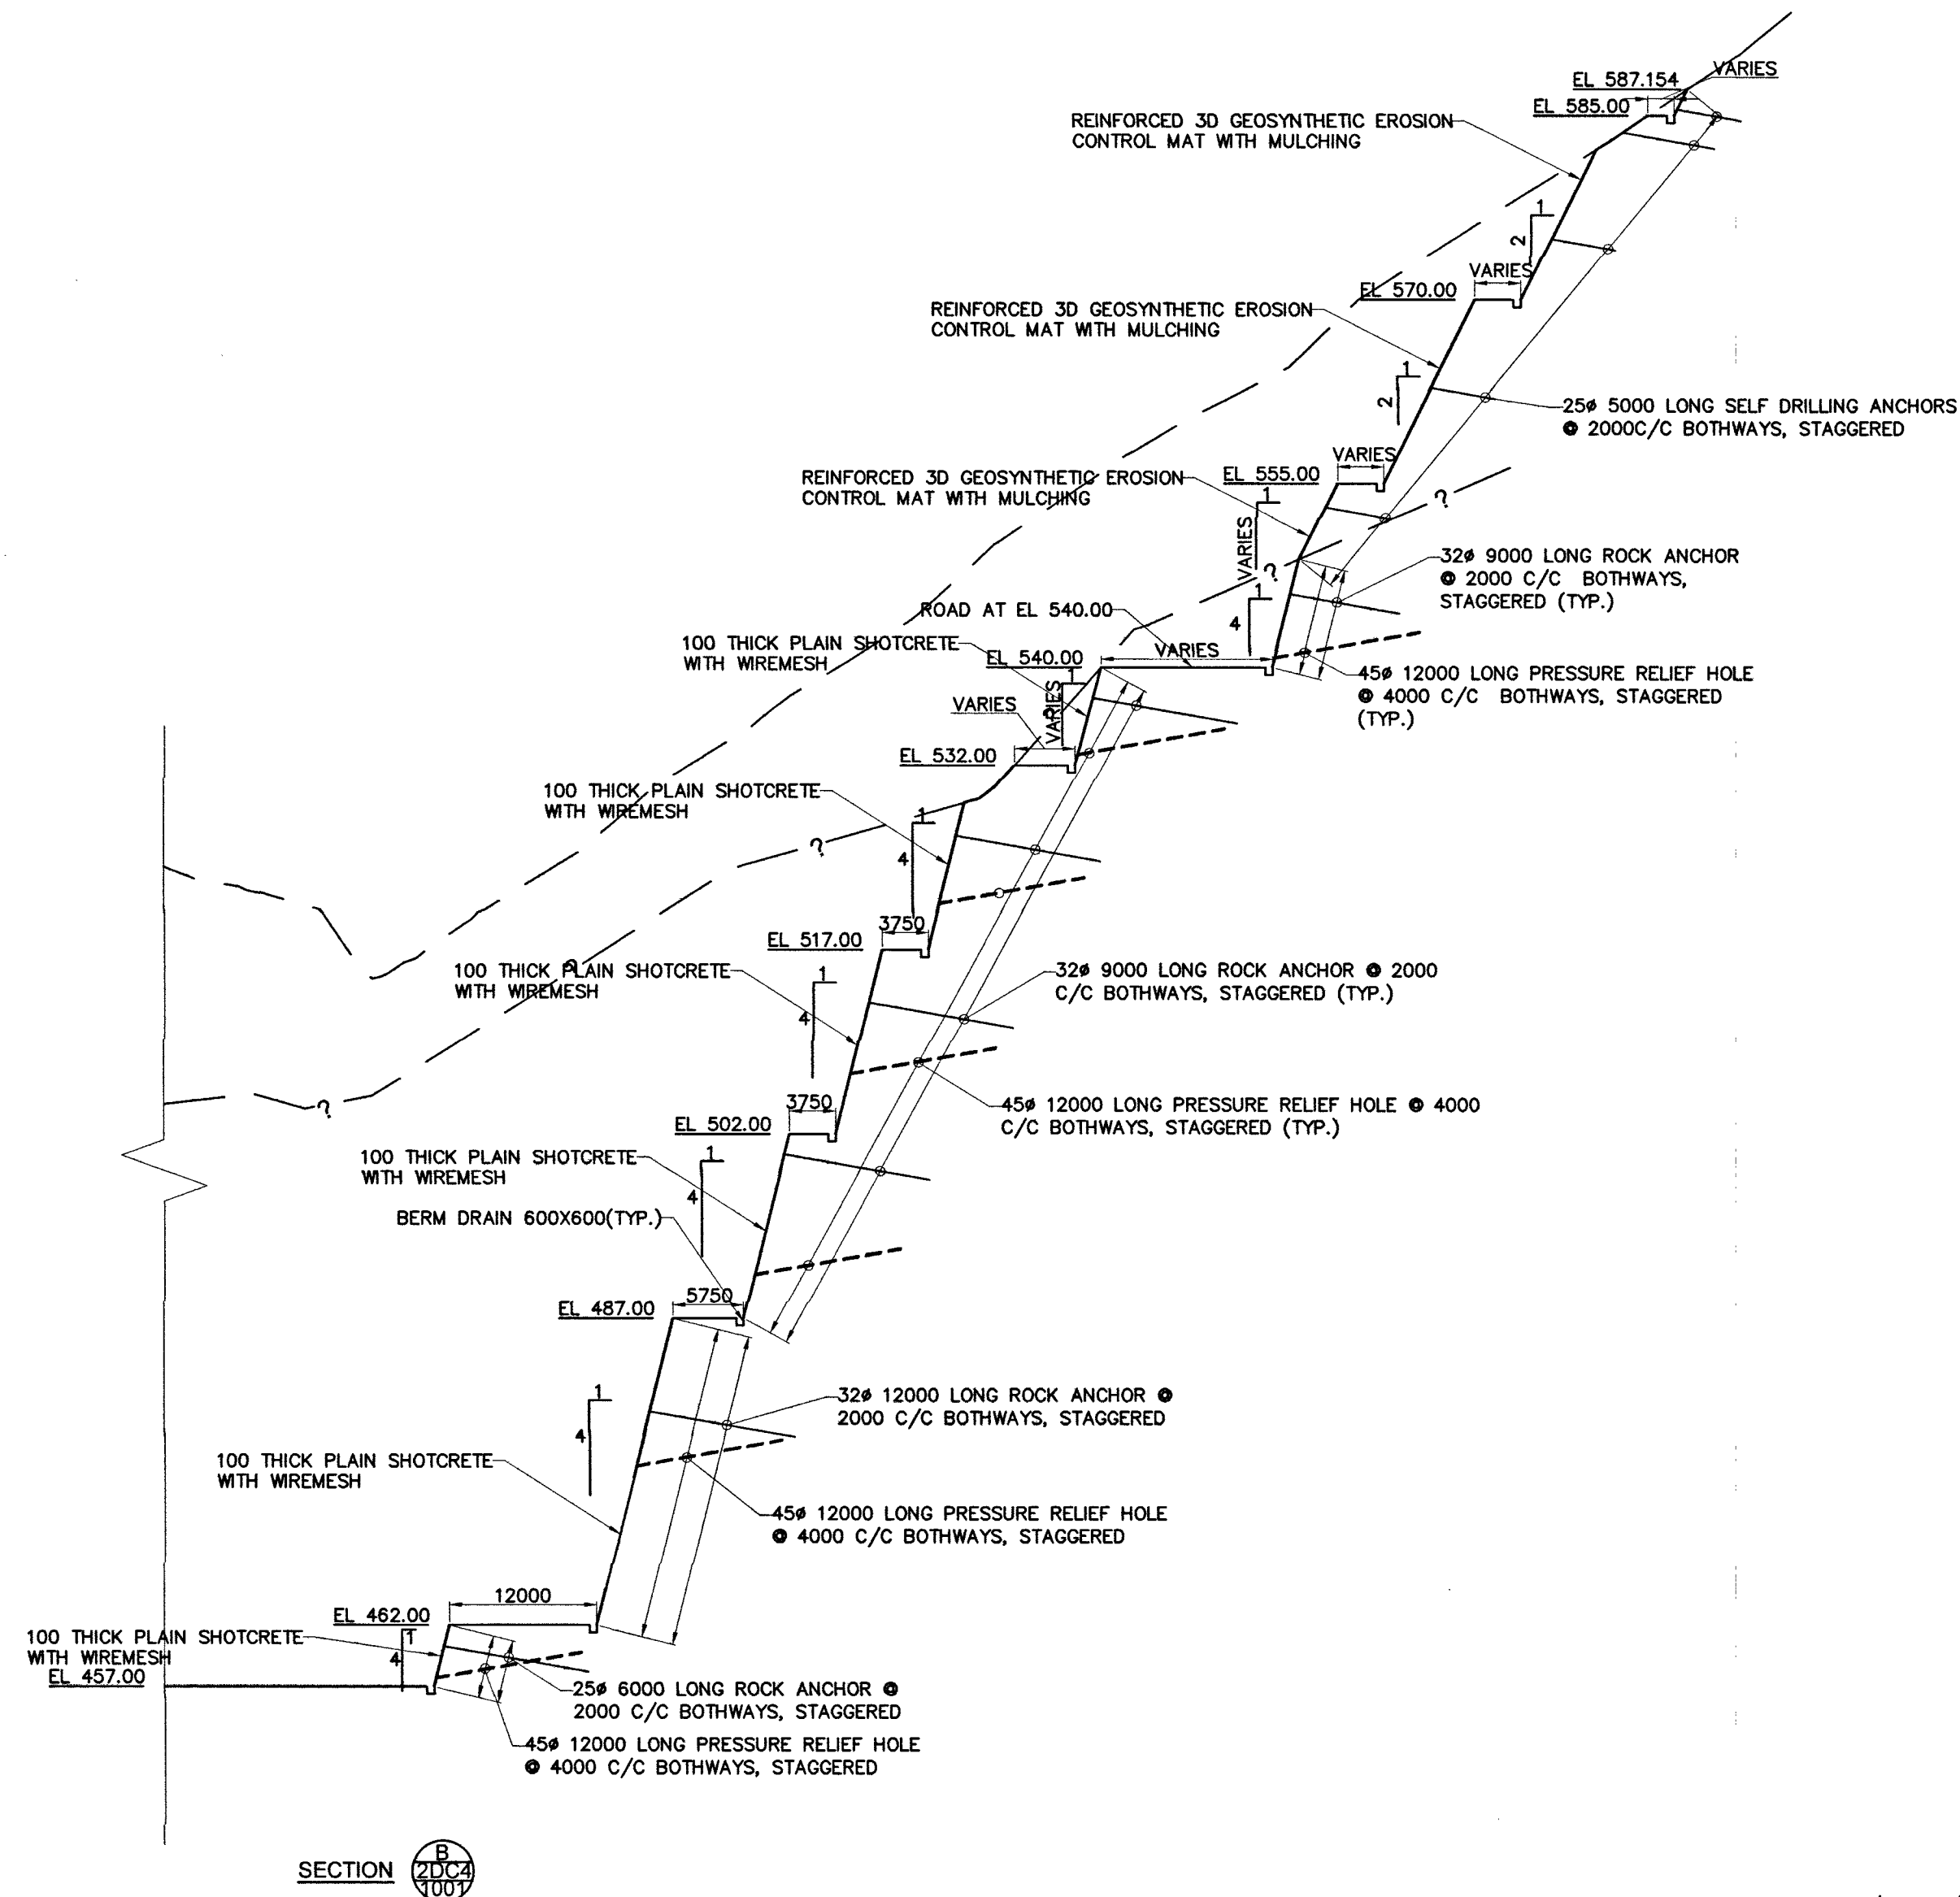 EL 587.154
VARIES
EL 585.00
REINFORCED 3D GEOSYNTHETIC EROSION
CONTROL MAT WITH MULCHING
1
2
VARIES
EL 570.00
REINFORCED 3D GEOSYNTHETIC EROSION
CONTROL MAT WITH MULCHING
1
2
25ø 5000 LONG SELF DRILLING ANCHORS
@ 2000C/C BOTHWAYS, STAGGERED
VARIES
EL 555.00
REINFORCED 3D GEOSYNTHETIC EROSION
CONTROL MAT WITH MULCHING
1
VARIES
?
?
32ø 9000 LONG ROCK ANCHOR
@ 2000 C/C BOTHWAYS,
STAGGERED (TYP.)
1
4
ROAD AT EL 540.00
VARIES
45ø 12000 LONG PRESSURE RELIEF HOLE
@ 4000 C/C BOTHWAYS, STAGGERED
(TYP.)
100 THICK PLAIN SHOTCRETE
WITH WIREMESH
EL 540.00
1
VARIES
VARIES
EL 532.00
100 THICK PLAIN SHOTCRETE
WITH WIREMESH
1
4
?
3750
EL 517.00
100 THICK PLAIN SHOTCRETE
WITH WIREMESH
?
1
4
32ø 9000 LONG ROCK ANCHOR @ 2000
C/C BOTHWAYS, STAGGERED (TYP.)
45ø 12000 LONG PRESSURE RELIEF HOLE @ 4000
C/C BOTHWAYS, STAGGERED (TYP.)
?
3750
EL 502.00
100 THICK PLAIN SHOTCRETE
WITH WIREMESH
1
4
BERM DRAIN 600X600(TYP.)
5750
EL 487.00
1
4
32ø 12000 LONG ROCK ANCHOR @
2000 C/C BOTHWAYS, STAGGERED
100 THICK PLAIN SHOTCRETE
WITH WIREMESH
45ø 12000 LONG PRESSURE RELIEF HOLE
@ 4000 C/C BOTHWAYS, STAGGERED
12000
EL 462.00
100 THICK PLAIN SHOTCRETE
WITH WIREMESH
1
4
EL 457.00
25ø 6000 LONG ROCK ANCHOR @
2000 C/C BOTHWAYS, STAGGERED
45ø 12000 LONG PRESSURE RELIEF HOLE
@ 4000 C/C BOTHWAYS, STAGGERED
SECTION
B
2DC4
1001